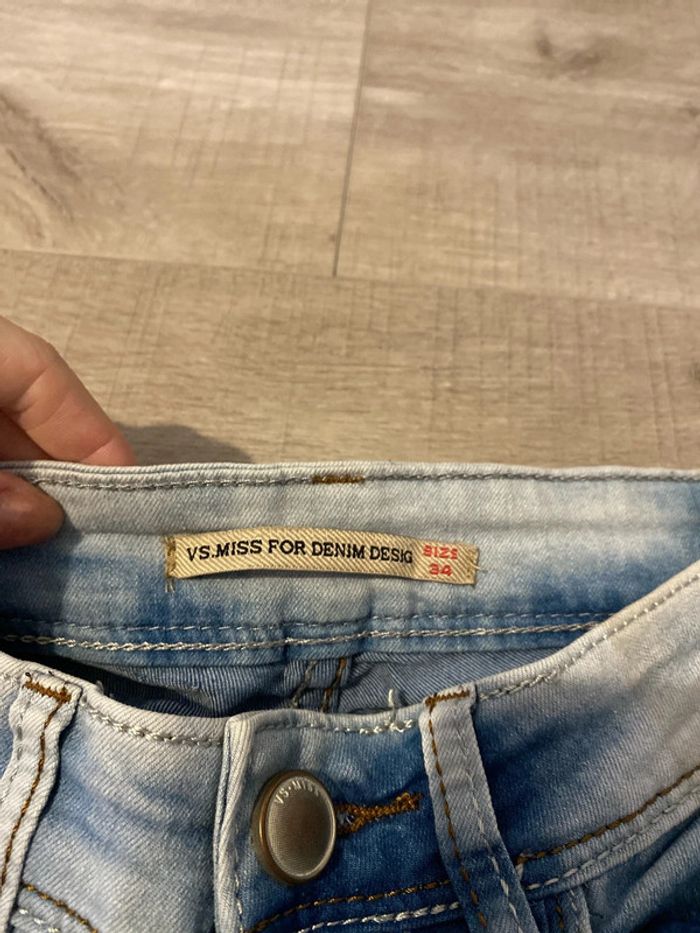 VS.MISS FOR DENIM DESIG
SIZE
34
VS-MISS